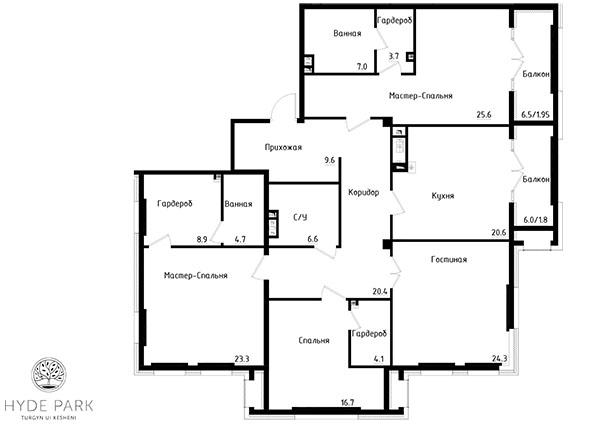 Гардероб
Ванная
3.7
7.0
Мастер-Спальня
25.6
Балкон
6.5/1.95
Прихожая
9.6
Балкон
6.0/1.8
Кухня
20.6
Коридор
20.4
Гардероб
8.9
Ванная
4.7
С/У
6.6
Гостиная
24.3
Мастер-Спальня
23.3
Спальня
16.7
Гардероб
4.1
HYDE PARK
TURGYN UI KESHENI